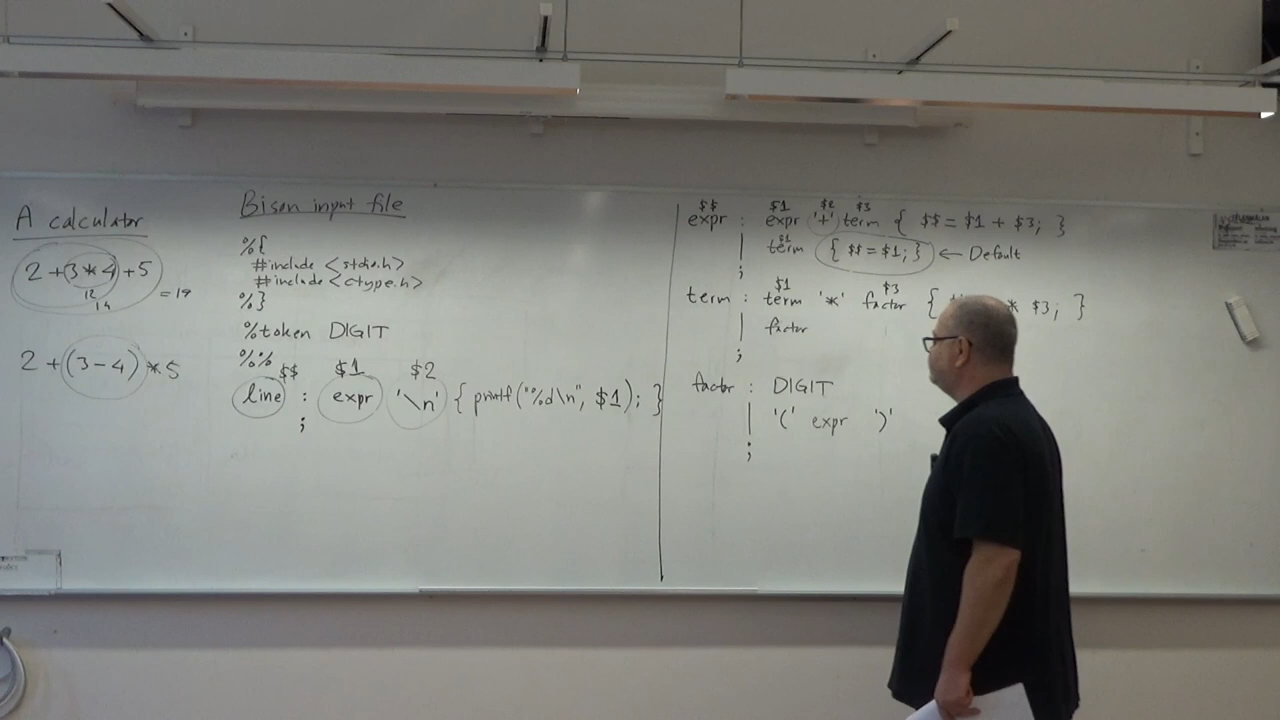 A calculator
2 + (3 * 4) + 5
12
14
= 19
2 + (3 - 4) * 5
Bison input file
%{
#include <stdio.h>
#include <ctype.h>
%}
%token DIGIT
%%
$$ $1 $2
line : expr '\n' { printf("%d\n", $1); }
;
$$ $1 $2 $3
expr : expr '+' term { $$ = $1 + $3; }
$1
| term { $$ = $1; } ← Default
;
$1 $3
term : term '*' factor { * $3; }
| factor
;
factor : DIGIT
| '(' expr ')'
;